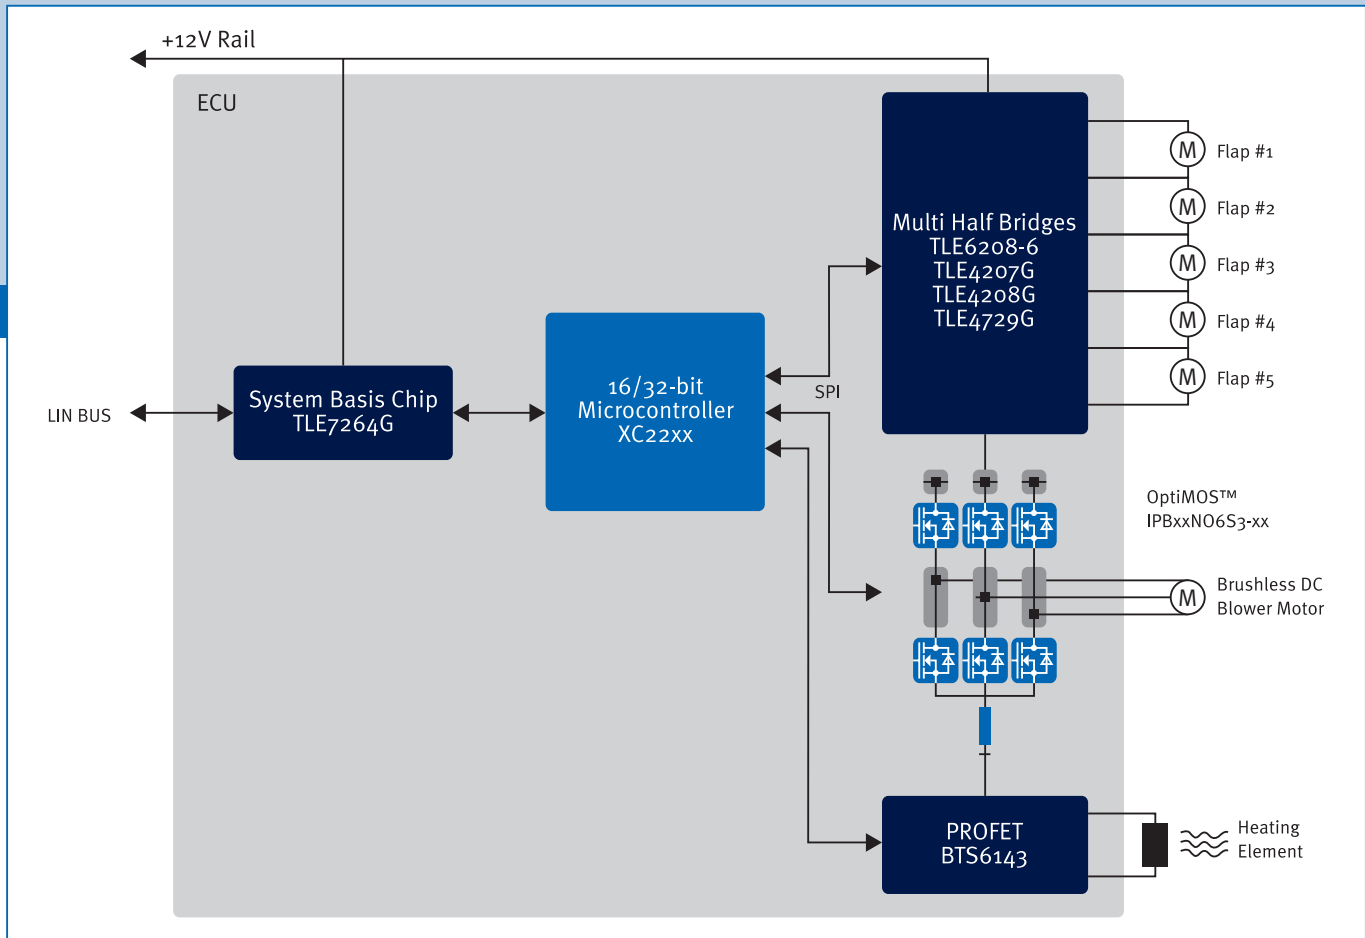 +12V Rail
ECU
Multi Half Bridges
TLE6208-6
TLE4207G
TLE4208G
TLE4729G
M
Flap #1
M
Flap #2
M
Flap #3
M
Flap #4
M
Flap #5
LIN BUS
System Basis Chip
TLE7264G
16/32-bit
Microcontroller
XC22xx
SPI
OptiMOS™
IPBxxNO6S3-xx
M
Brushless DC
Blower Motor
PROFET
BTS6143
Heating
Element